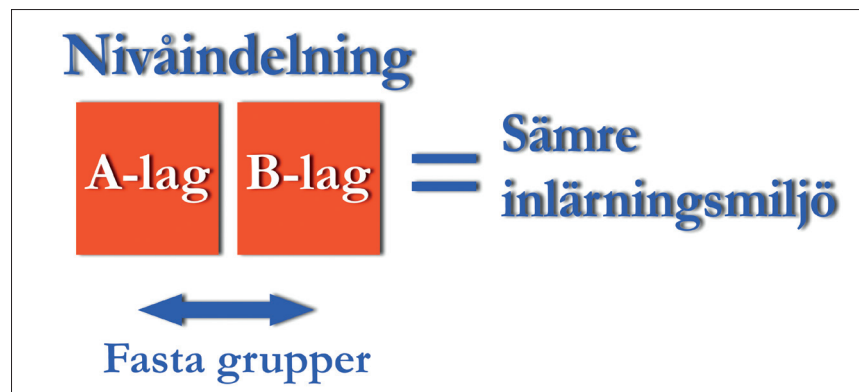 Nivåindelning
A-lag B-lag = Sämre
inlärningsmiljö
Fasta grupper